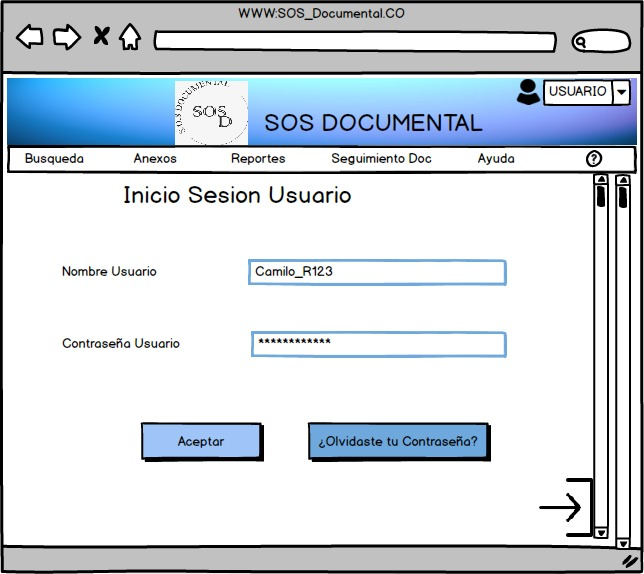 WWW:SOS_Documental.CO
SOS DOCUMENTAL
SOS
D
SOS DOCUMENTAL
USUARIO
Busqueda Anexos Reportes Seguimiento Doc Ayuda ?
Inicio Sesion Usuario
Nombre Usuario Camilo_R123
Contraseña Usuario ************
Aceptar ¿Olvidaste tu Contraseña?